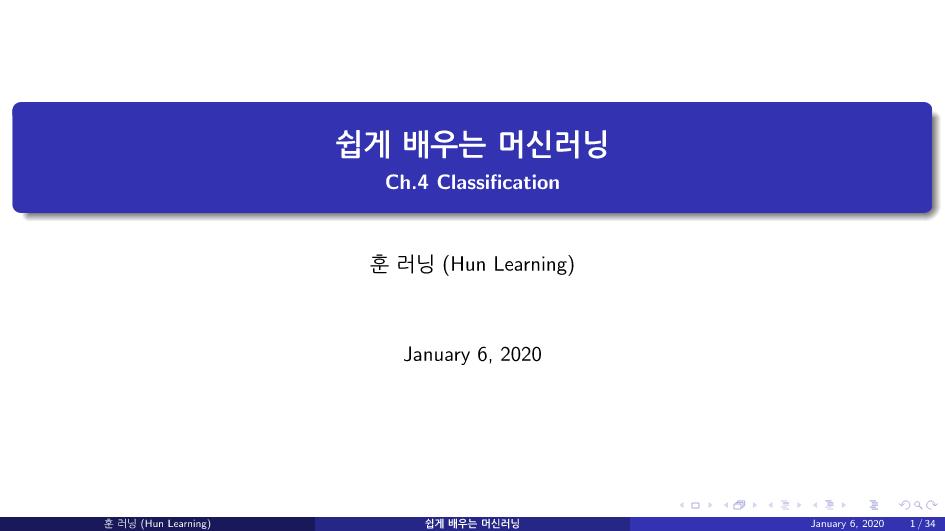 쉽게 배우는 머신러닝
Ch.4 Classification
훈 러닝 (Hun Learning)
January 6, 2020
훈 러닝 (Hun Learning)
쉽게 배우는 머신러닝
January 6, 2020
1 / 34